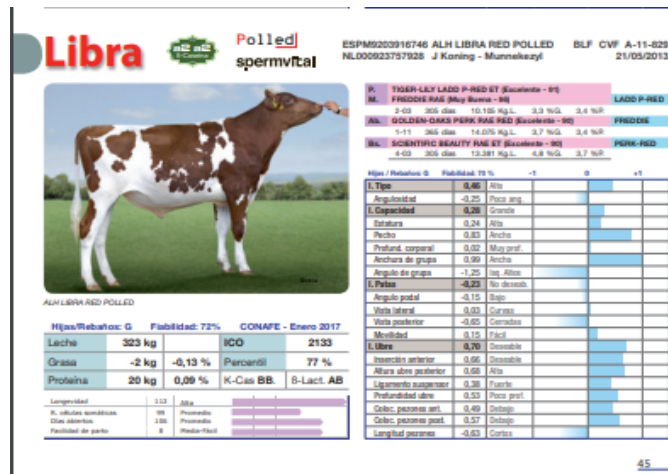 Libra
a2 a2
β-Caseína
Polled
spermvital
ESPM9203916746 ALH LIBRA RED POLLED BLF CVF A-11-829
NL000923757928 J Koning - Munnekezyl 21/05/2013
P. TIGER-LILY LADD P-RED ET (Excelente - 91)
M. FREDDIE RAE (Muy Buena - 86) LADD P-RED
2-03 305 días 10.105 Kg.L. 3,3 %G. 3,4 %P.
Ab. GOLDEN-OAKS PERK RAE RED (Excelente - 90) FREDDIE
1-11 365 días 14.075 Kg.L. 3,7 %G. 3,4 %P.
Bs. SCIENTIFIC BEAUTY RAE ET (Excelente - 90) PERK-RED
4-03 305 días 13.381 Kg.L. 4,8 %G. 3,7 %P.
Hijas / Rebaños: G Fiabilidad: 70 % -1 0 +1
I. Tipo 0,46 Alto
Angulosidad -0,25 Poco ang.
I. Capacidad 0,28 Grande
Estatura 0,24 Alta
Pecho 0,83 Ancho
Profund. corporal 0,02 Muy prof.
Anchura de grupa 0,99 Ancha
Angulo de grupa -1,25 Isq. Altos
I. Patas -0,23 No deseab.
Angulo podal -0,15 Bajo
Vista lateral 0,03 Curvas
Vista posterior -0,65 Cerradas
Movilidad 0,15 Fácil
I. Ubre 0,70 Deseable
Inserción anterior 0,66 Deseable
Altura ubre posterior 0,68 Alta
Ligamento suspensor 0,38 Fuerte
Profundidad ubre 0,53 Poco prof.
Coloc. pezones ant. 0,49 Debajo
Coloc. pezones post. 0,57 Debajo
Longitud pezones -0,63 Cortos
ALH LIBRA RED POLLED
Hijas/Rebaños: G Fiabilidad: 72% CONAFE - Enero 2017
Leche 323 kg ICO 2133
Grasa -2 kg -0,13 % Percentil 77 %
Proteína 20 kg 0,09 % K-Cas BB. ß-Lact. AB
Longevidad 112 Alta
R. células somáticas 99 Promedio
Días abiertos 106 Promedio
Facilidad de parto 8 Media-Fácil
45